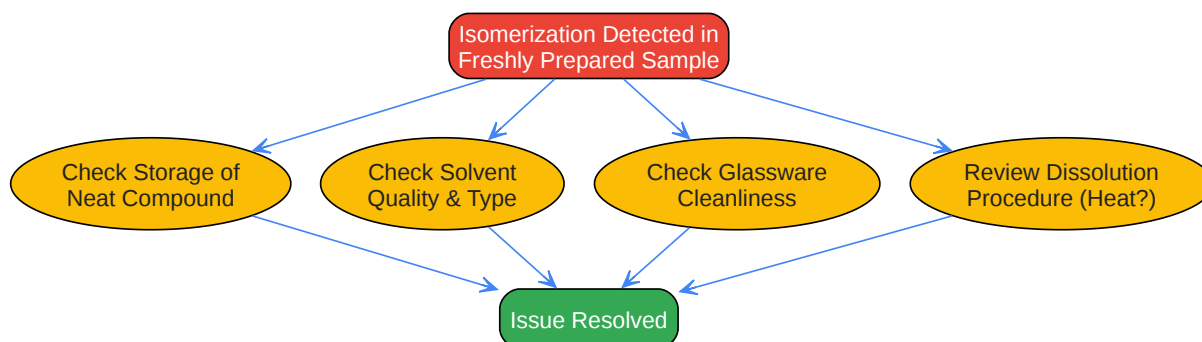 Isomerization Detected in
Freshly Prepared Sample
Check Storage of
Neat Compound
Check Solvent
Quality & Type
Check Glassware
Cleanliness
Review Dissolution
Procedure (Heat?)
Issue Resolved